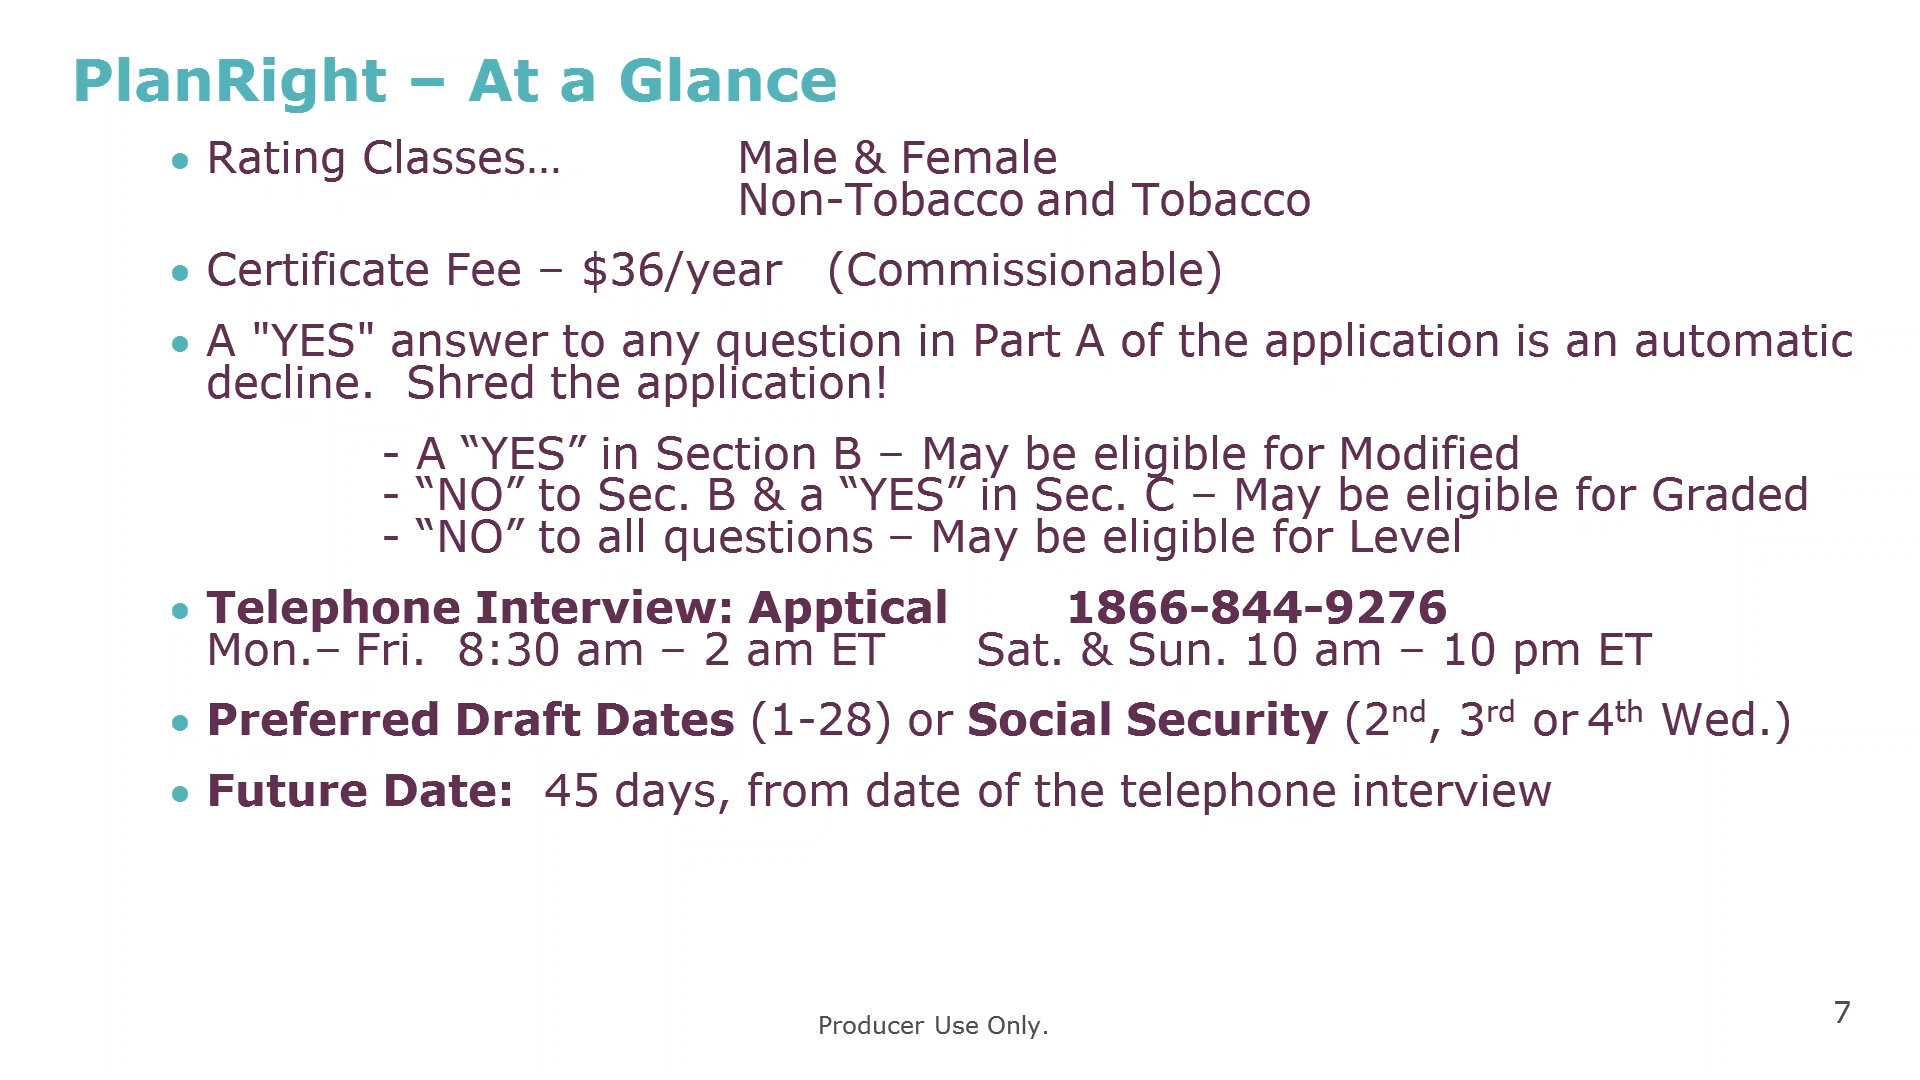 PlanRight – At a Glance
• Rating Classes… Male & Female
Non-Tobacco and Tobacco
• Certificate Fee – $36/year (Commissionable)
• A "YES" answer to any question in Part A of the application is an automatic
decline. Shred the application!
- A “YES” in Section B – May be eligible for Modified
- “NO” to Sec. B & a “YES” in Sec. C – May be eligible for Graded
- “NO” to all questions – May be eligible for Level
• Telephone Interview: Apptical 1866-844-9276
Mon.– Fri. 8:30 am – 2 am ET Sat. & Sun. 10 am – 10 pm ET
• Preferred Draft Dates (1-28) or Social Security (2nd, 3rd or 4th Wed.)
• Future Date: 45 days, from date of the telephone interview
Producer Use Only.
7